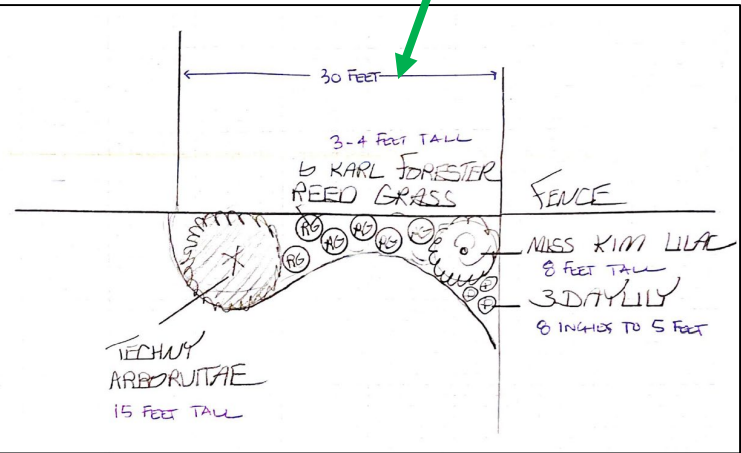 30 FEET
3-4 FEET TALL
6 KARL FORESTER
REED GRASS
FENCE
RG
RG
RG
RG
RG
RG
MISS KIM LILAC
8 FEET TALL
3 DAYLILY
8 INCHES TO 5 FEET
TECHNY
ARBORVITAE
15 FEET TALL